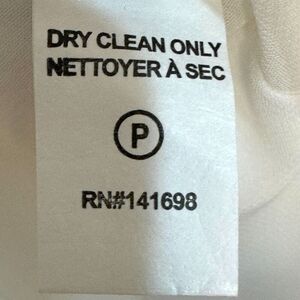 DRY CLEAN ONLY
NETTOYER À SEC
P
RN#141698